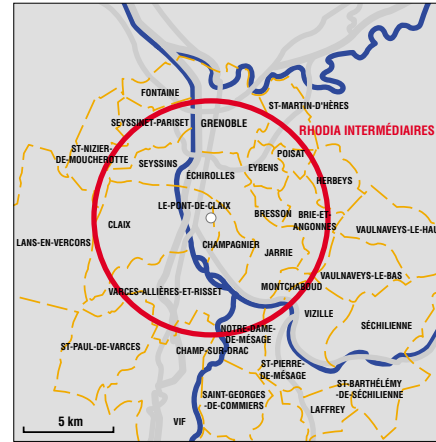 FONTAINE
ST-MARTIN-D'HÈRES
SEYSSINET-PARISET
GRENOBLE
RHODIA INTERMÉDIAIRES
ST-NIZIER-
DE-MOUCHEROTTE
SEYSSINS
POISAT
EYBENS
ÉCHIROLLES
HERBEYS
LE-PONT-DE-CLAIX
BRESSON
BRIE-ET-
ANGONNES
CLAIX
VAULNAVEYS-LE-HAU
LANS-EN-VERCORS
CHAMPAGNIER
JARRIE
VAULNAVEYS-LE-BAS
MONTCHABOUD
VARCES-ALLIÈRES-ET-RISSET
VIZILLE
SÉCHILIENNE
NOTRE-DAME-
DE-MÉSAGE
ST-PAUL-DE-VARCES
CHAMP-SUR-DRAC
ST-PIERRE-
DE-MÉSAGE
ST-BARTHÉLÉMY
-DE-SÉCHILIENNE
SAINT-GEORGES
-DE-COMMIERS
LAFFREY
5 km
VIF